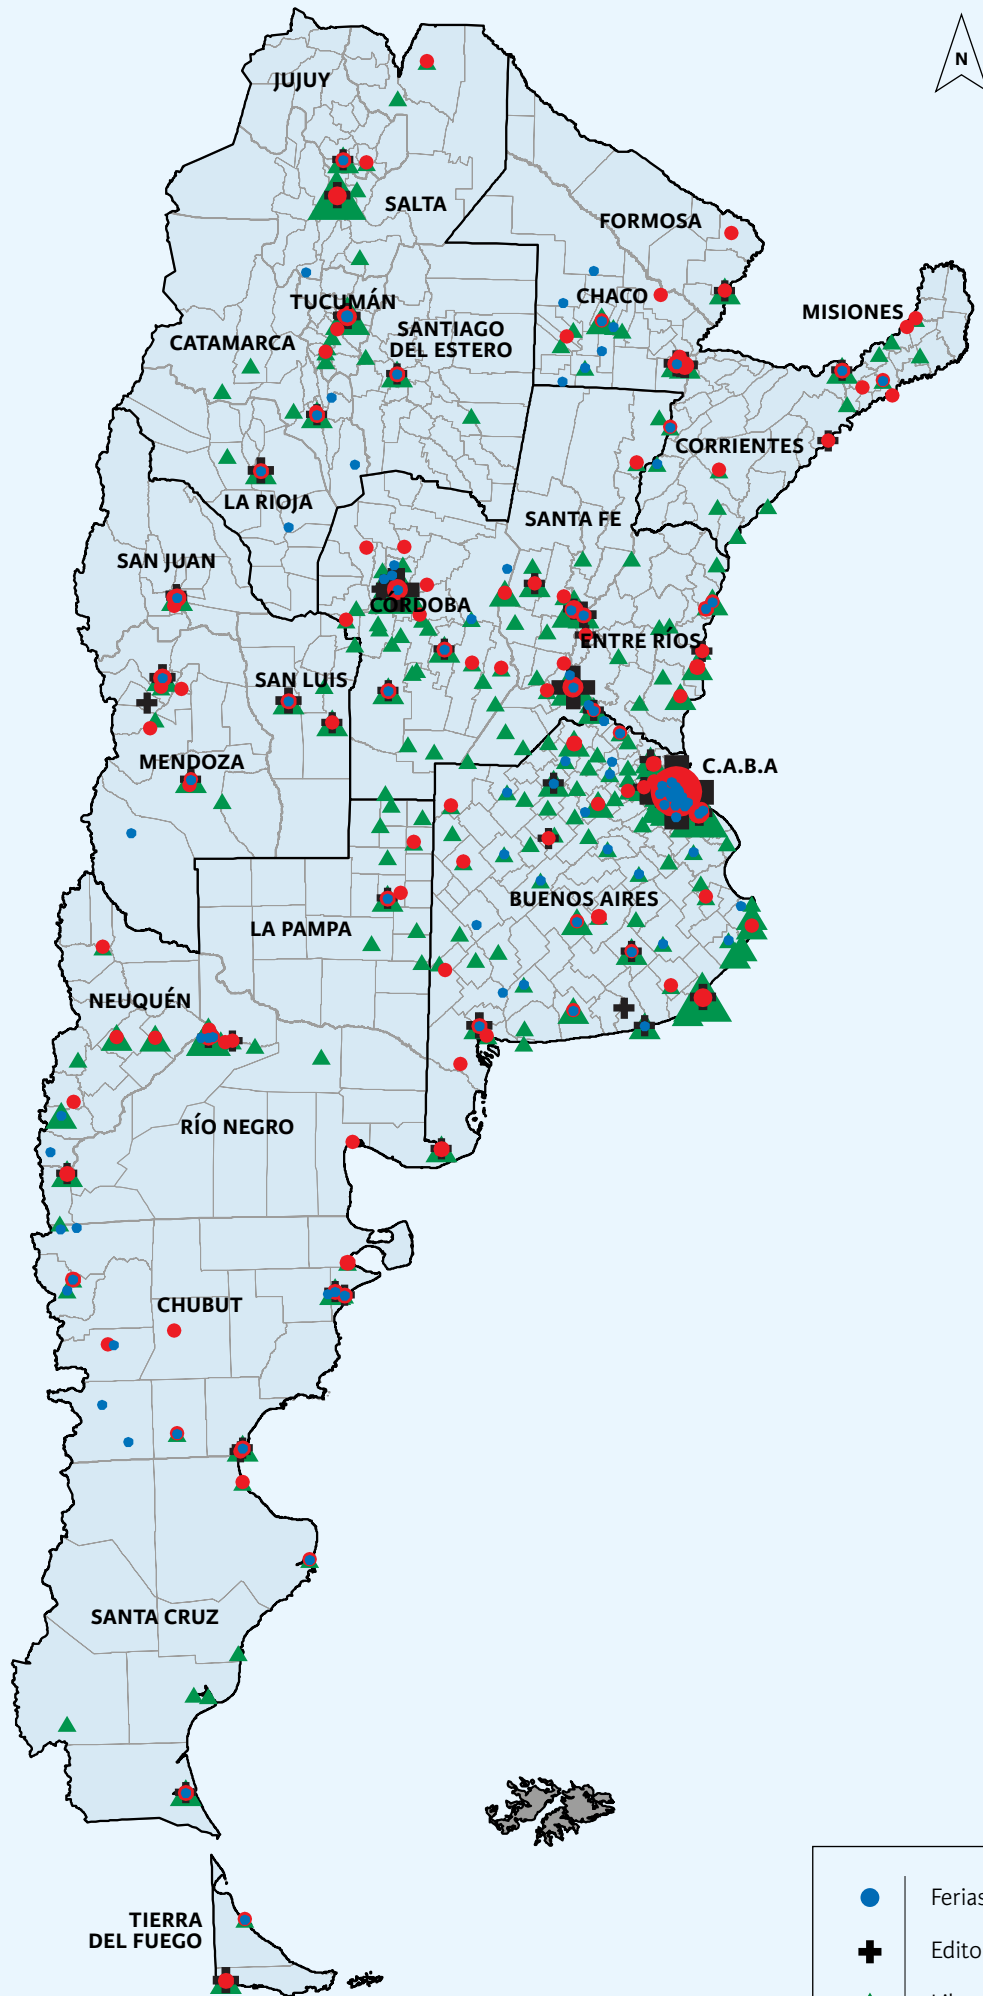 N
JUJUY
SALTA
FORMOSA
CHACO
TUCUMÁN
MISIONES
SANTIAGO
DEL ESTERO
CATAMARCA
CORRIENTES
LA RIOJA
SANTA FE
SAN JUAN
CÓRDOBA
ENTRE RÍOS
SAN LUIS
MENDOZA
C.A.B.A
BUENOS AIRES
LA PAMPA
NEUQUÉN
RÍO NEGRO
CHUBUT
SANTA CRUZ
TIERRA
DEL FUEGO
Ferias
Edito